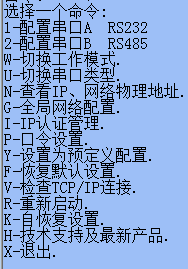 选择一个命令:
1-配置串口A  RS232
2-配置串口B  RS485
W-切换工作模式.
U-切换串口类型.
N-查看IP、网络物理地址.
G-全局网络配置.
I-IP认证管理.
P-口令设置.
Y-设置为预定义配置.
F-恢复默认设置.
V-检查TCP/IP连接.
R-重新启动.
K-自恢复设置.
H-技术支持及最新产品.
X-退出.